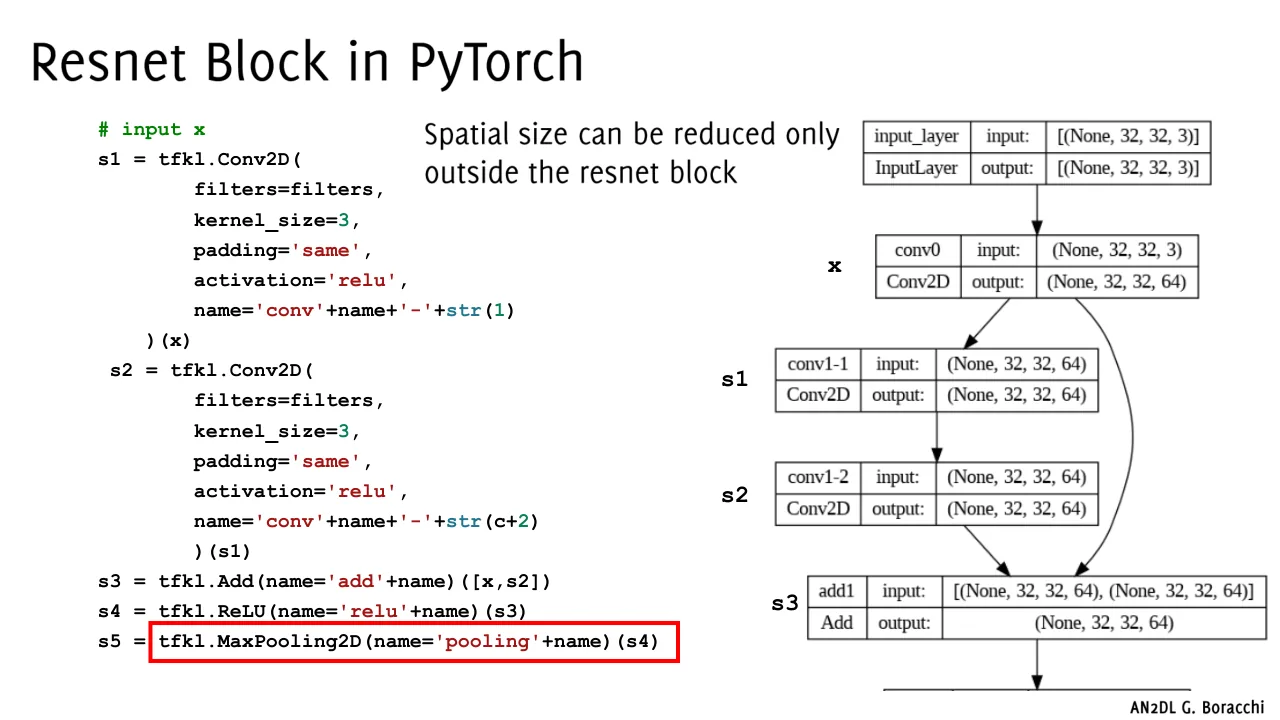 Resnet Block in PyTorch
# input x
s1 = tfkl.Conv2D(
filters=filters,
kernel_size=3,
padding='same',
activation='relu',
name='conv'+name+'-'+str(1)
)(x)
s2 = tfkl.Conv2D(
filters=filters,
kernel_size=3,
padding='same',
activation='relu',
name='conv'+name+'-'+str(c+2)
)(s1)
s3 = tfkl.Add(name='add'+name)([x,s2])
s4 = tfkl.ReLU(name='relu'+name)(s3)
s5 = tfkl.MaxPooling2D(name='pooling'+name)(s4)
Spatial size can be reduced only
outside the resnet block
input_layer input: [(None, 32, 32, 3)]
InputLayer output: [(None, 32, 32, 3)]
x
conv0 input: (None, 32, 32, 3)
Conv2D output: (None, 32, 32, 64)
s1
conv1-1 input: (None, 32, 32, 64)
Conv2D output: (None, 32, 32, 64)
s2
conv1-2 input: (None, 32, 32, 64)
Conv2D output: (None, 32, 32, 64)
s3
add1 input: [(None, 32, 32, 64), (None, 32, 32, 64)]
Add output: (None, 32, 32, 64)
AN2DL G. Boracchi